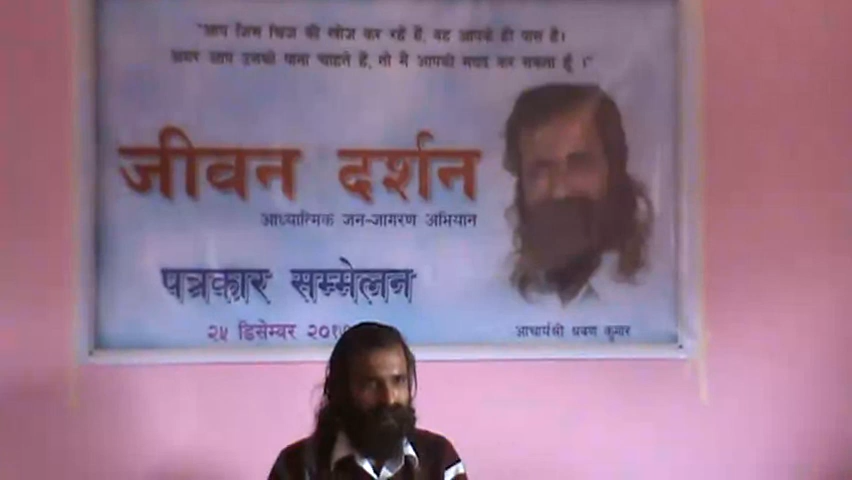 "आप जिस चिज की खोज कर रहें हैं, वह आपके ही पास है।
अगर आप उसको पाना चाहते हैं, तो मै आपकी मदद कर सकता हूँ ।"
जीवन दर्शन
आध्यात्मिक जन-जागरण अभियान
पत्रकार सम्मेलन
२५ डिसेम्बर
आचार्यश्री श्रवण कुमार